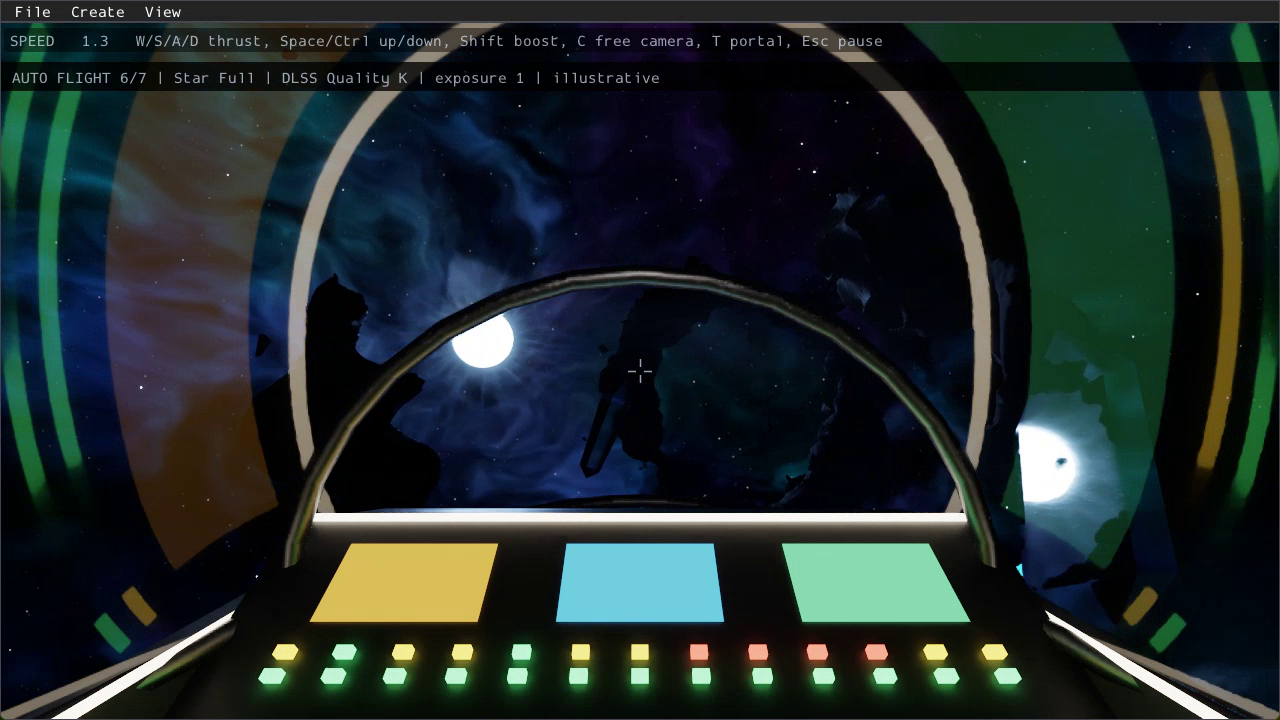 File Create View
SPEED 1.3 W/S/A/D thrust, Space/Ctrl up/down, Shift boost, C free camera, T portal, Esc pause
AUTO FLIGHT 6/7 | Star Full | DLSS Quality K | exposure 1 | illustrative